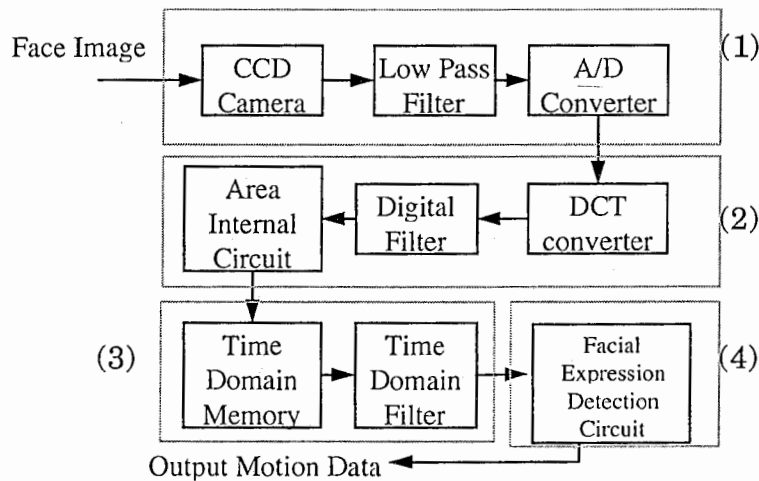 Face Image
CCD
Camera
Low Pass
Filter
A/D
Converter
(1)
DCT
converter
Digital
Filter
Area
Internal
Circuit
(2)
(3)
Time
Domain
Memory
Time
Domain
Filter
Facial
Expression
Detection
Circuit
(4)
Output Motion Data